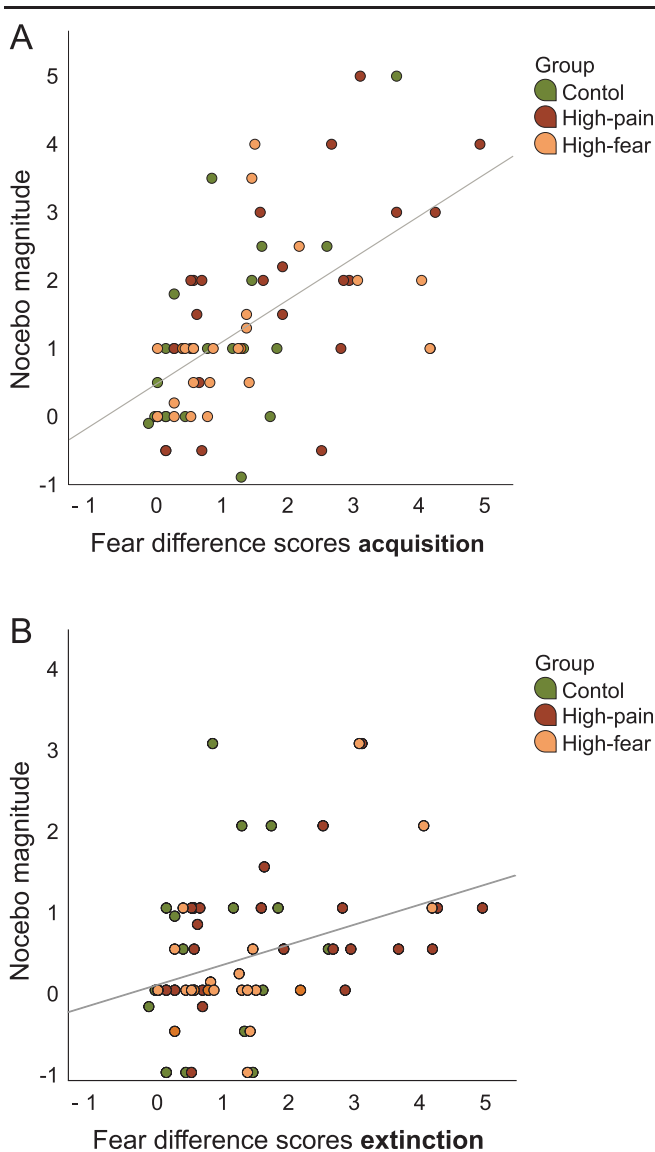 A
Group
Contol
High-pain
High-fear
Nocebo magnitude
5
4
3
2
1
0
-1
- 1 0 1 2 3 4 5
Fear difference scores acquisition
B
Group
Contol
High-pain
High-fear
Nocebo magnitude
4
3
2
1
0
-1
- 1 0 1 2 3 4 5
Fear difference scores extinction